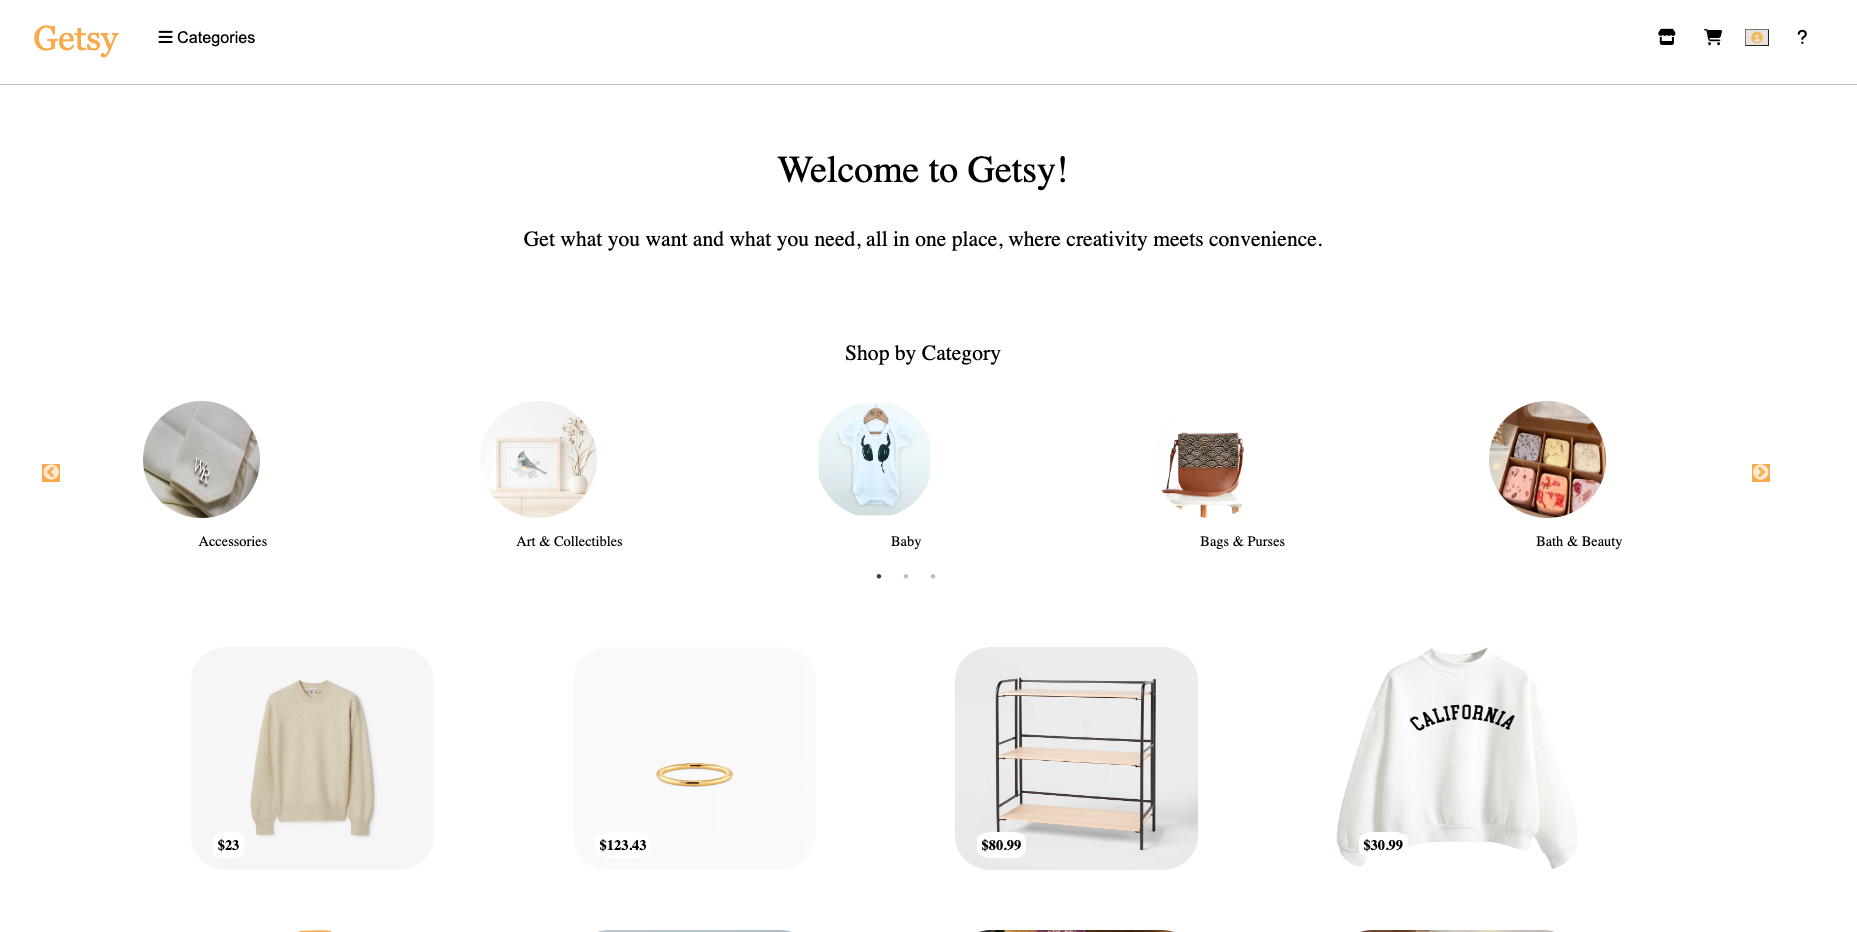 Getsy
Categories
?
Welcome to Getsy!
Get what you want and what you need, all in one place, where creativity meets convenience.
Shop by Category
WR
Accessories
Art & Collectibles
Baby
Bags & Purses
Bath & Beauty
CALIFORNIA
$23
$123.43
$80.99
$30.99